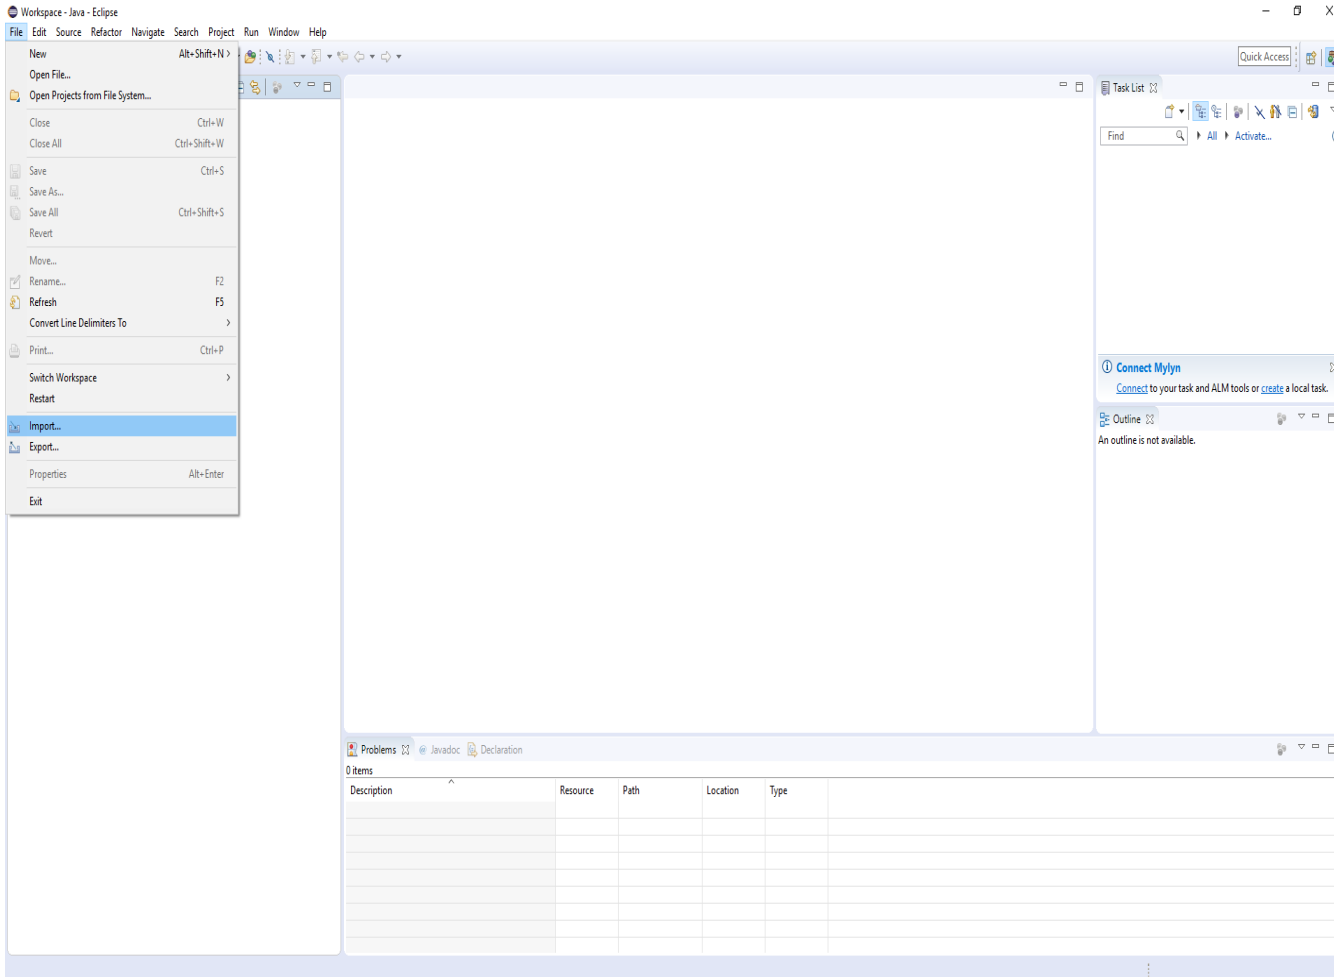 Workspace - Java - Eclipse
File Edit Source Refactor Navigate Search Project Run Window Help
New Alt+Shift+N
Open File...
Open Projects from File System...
Close Ctrl+W
Close All Ctrl+Shift+W
Save Ctrl+S
Save As...
Save All Ctrl+Shift+S
Revert
Move...
Rename... F2
Refresh F5
Convert Line Delimiters To
Print... Ctrl+P
Switch Workspace
Restart
Import...
Export...
Properties Alt+Enter
Exit
Quick Access
Task List
Find All Activate...
Connect Mylyn
Connect to your task and ALM tools or create a local task.
Outline
An outline is not available.
Problems @ Javadoc Declaration
0 items
Description Resource Path Location Type